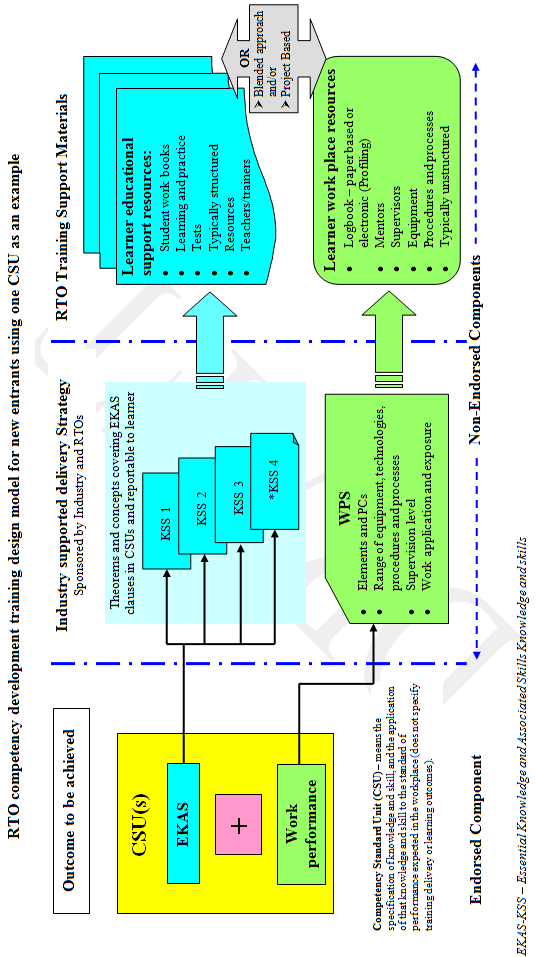 RTO competency development training design model for new entrants using one CSU as an example
Outcome to be achieved
Industry supported delivery Strategy
Sponsored by Industry and RTOs
RTO Training Support Materials
CSU(s)
EKAS
+
Work
performance
Theorems and concepts covering EKAS
clauses in CSUs and reportable to learner
KSS 1
KSS 2
KSS 3
*KSS 4
WPS
• Elements and PCs
• Range of equipment, technologies,
procedures and processes
• Supervision level
• Work application and exposure
Learner educational
support resources:
• Student work books
• Learning and practice
• Tests
• Typically structured
• Resources
• Teachers/trainers
OR
➢ Blended approach
and/or
➢ Project Based
Learner work place resources
• Logbook – paper based or
electronic (Profiling)
• Mentors
• Supervisors
• Equipment
• Procedures and processes
• Typically unstructured
Competency Standard Unit (CSU) – means the
specification of knowledge and skill, and the application
of that knowledge and skill to the standard of
performance expected in the workplace (does not specify
training delivery or learning outcomes).
Endorsed Component
Non-Endorsed Components
EKAS-KSS – Essential Knowledge and Associated Skills Knowledge and skills